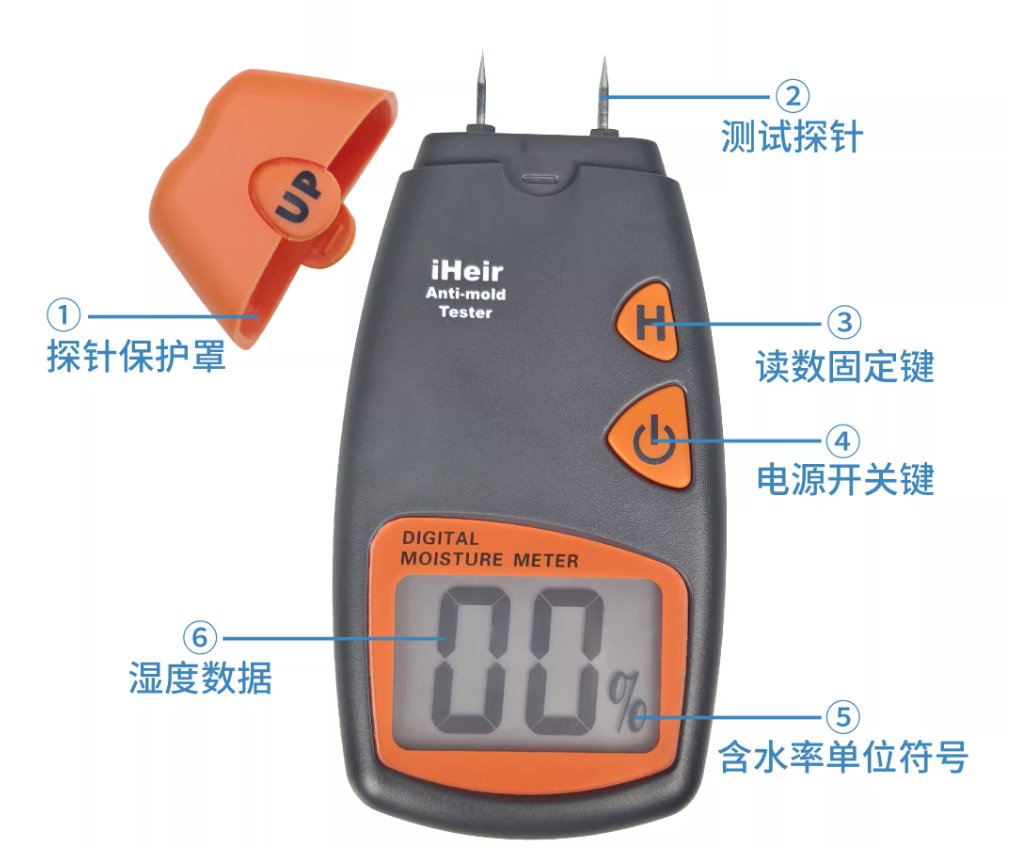 UP
②
测试探针
iHeir
Anti-mold
Tester
①
探针保护罩
H
③
读数固定键
④
电源开关键
DIGITAL
MOISTURE METER
00%
⑥
湿度数据
⑤
含水率单位符号